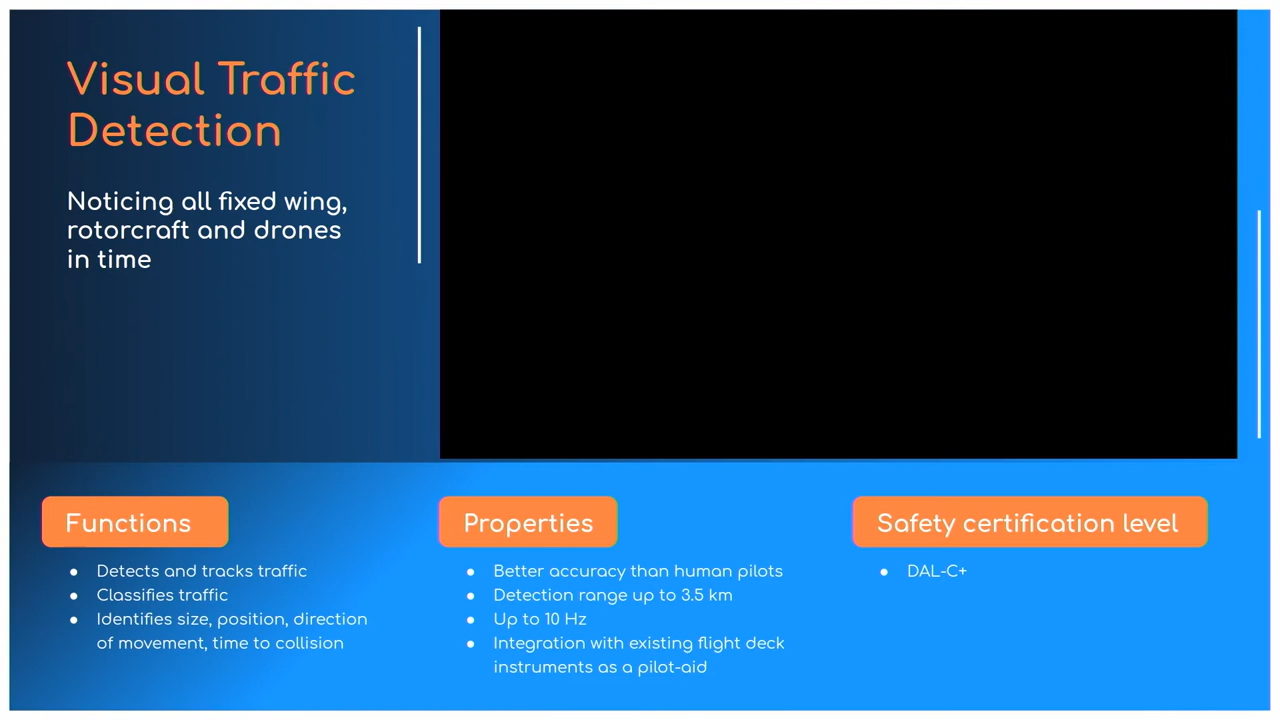 Visual Traffic
Detection
Noticing all fixed wing,
rotorcraft and drones
in time
Functions
● Detects and tracks traffic
● Classifies traffic
● Identifies size, position, direction
of movement, time to collision
Properties
● Better accuracy than human pilots
● Detection range up to 3.5 km
● Up to 10 Hz
● Integration with existing flight deck
instruments as a pilot-aid
Safety certification level
● DAL-C+